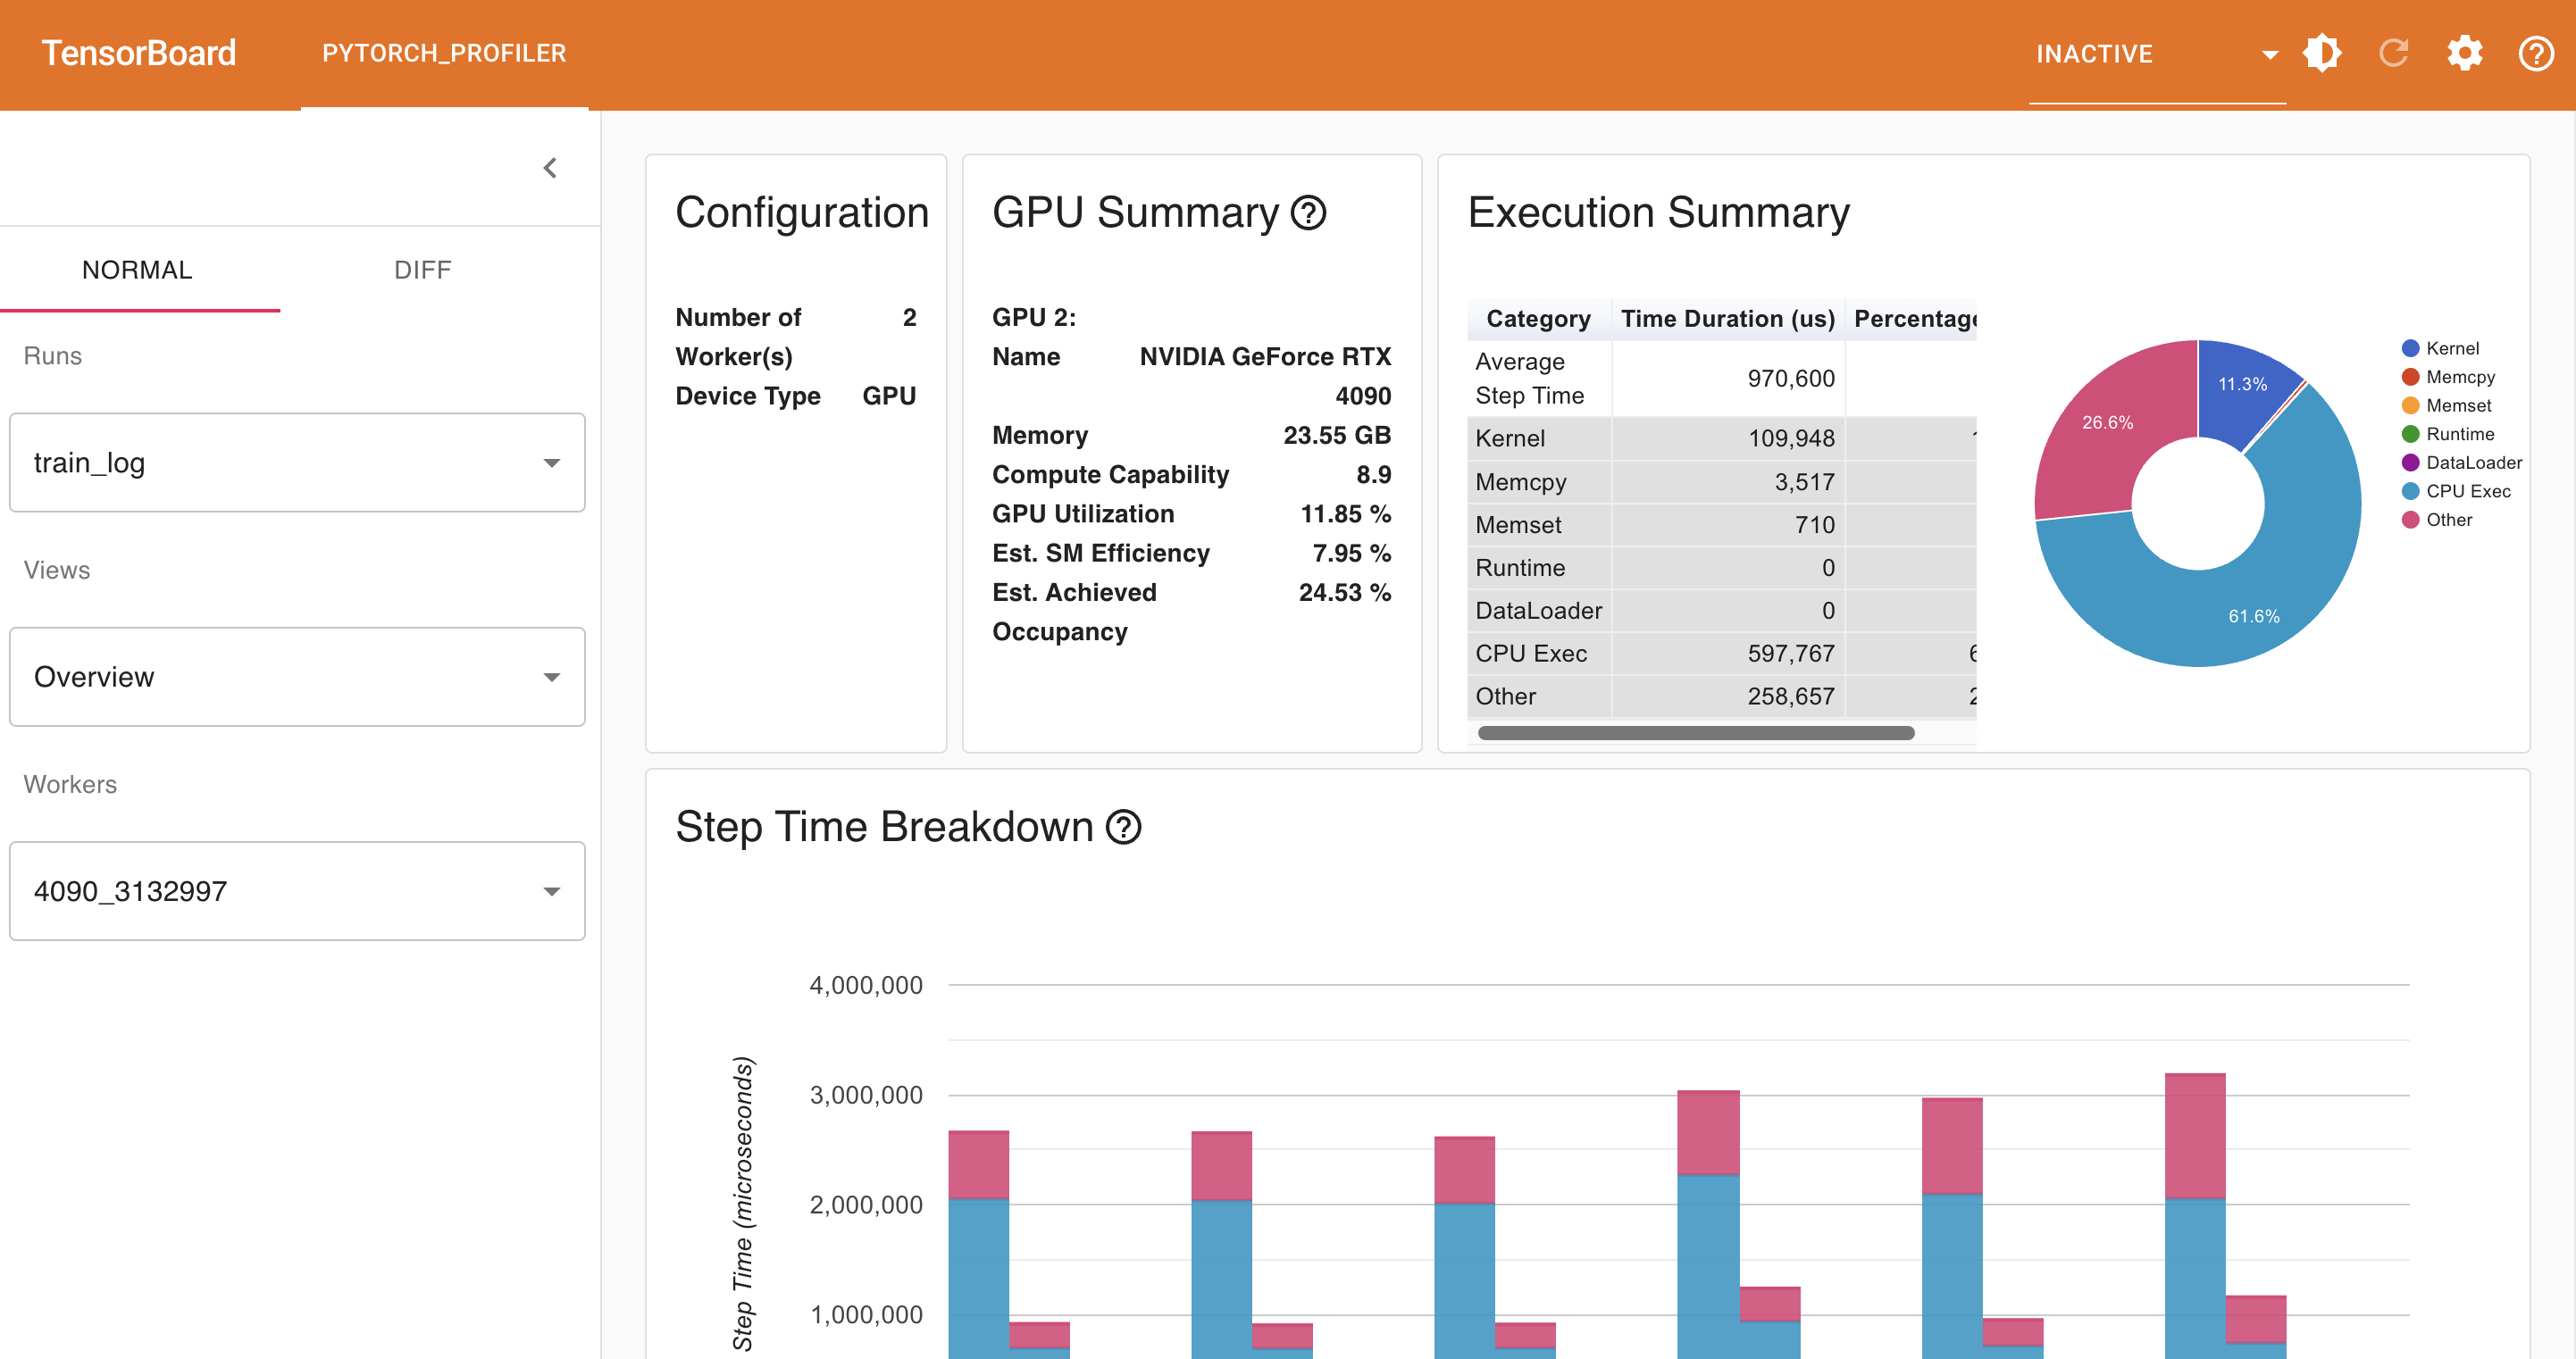 TensorBoard
PYTORCH_PROFILER
INACTIVE
NORMAL
DIFF
Runs
train_log
Views
Overview
Workers
4090_3132997
Configuration
Number of Worker(s) 2
Device Type GPU
GPU Summary
GPU 2:
Name NVIDIA GeForce RTX 4090
Memory 23.55 GB
Compute Capability 8.9
GPU Utilization 11.85 %
Est. SM Efficiency 7.95 %
Est. Achieved Occupancy 24.53 %
Execution Summary
Category Time Duration (us) Percentage
Average Step Time 970,600
Kernel 109,948
Memcpy 3,517
Memset 710
Runtime 0
DataLoader 0
CPU Exec 597,767
Other 258,657
11.3%
26.6%
61.6%
Kernel
Memcpy
Memset
Runtime
DataLoader
CPU Exec
Other
Step Time Breakdown
4,000,000
3,000,000
2,000,000
1,000,000
Step Time (microseconds)